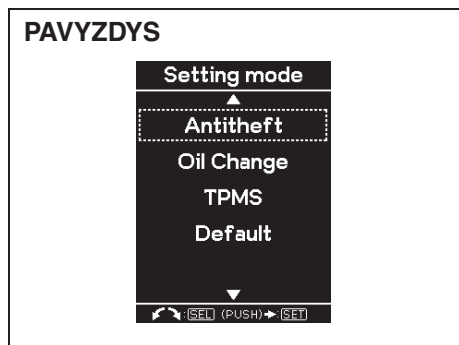 PAVYZDYS
Setting mode
Antitheft
Oil Change
TPMS
Default
:SEL (PUSH) :SET